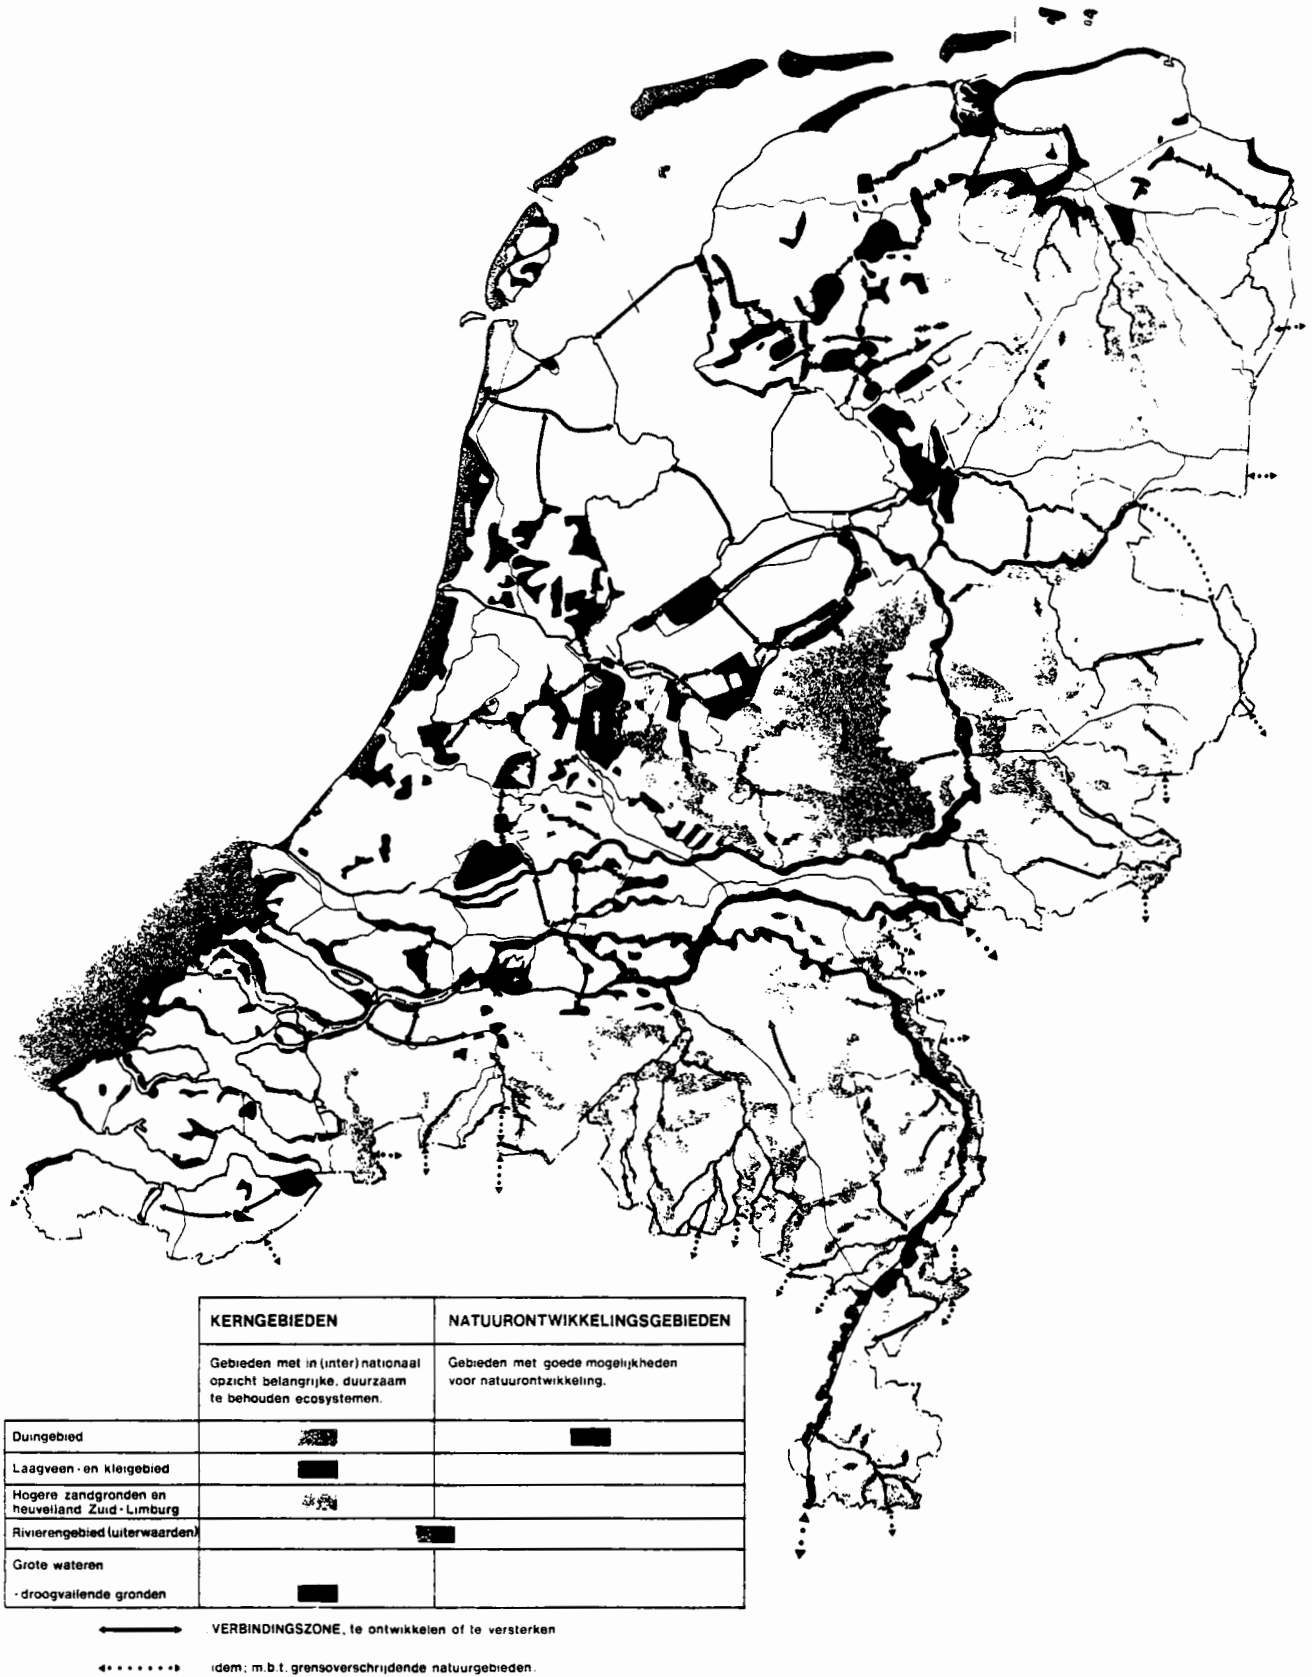 KERNGEBIEDEN
NATUURONTWIKKELINGSGEBIEDEN
Gebieden met in (inter) nationaal
opzicht belangrijke, duurzaam
te behouden ecosystemen.
Gebieden met goede mogelijkheden
voor natuurontwikkeling.
Duingebied
Laagveen- en kleigebied
Hogere zandgronden en
heuvelland Zuid-Limburg
Rivierengebied (uiterwaarden)
Grote wateren
- droogvallende gronden
VERBINDINGSZONE, te ontwikkelen of te versterken
idem; m.b.t. grensoverschrijdende natuurgebieden.